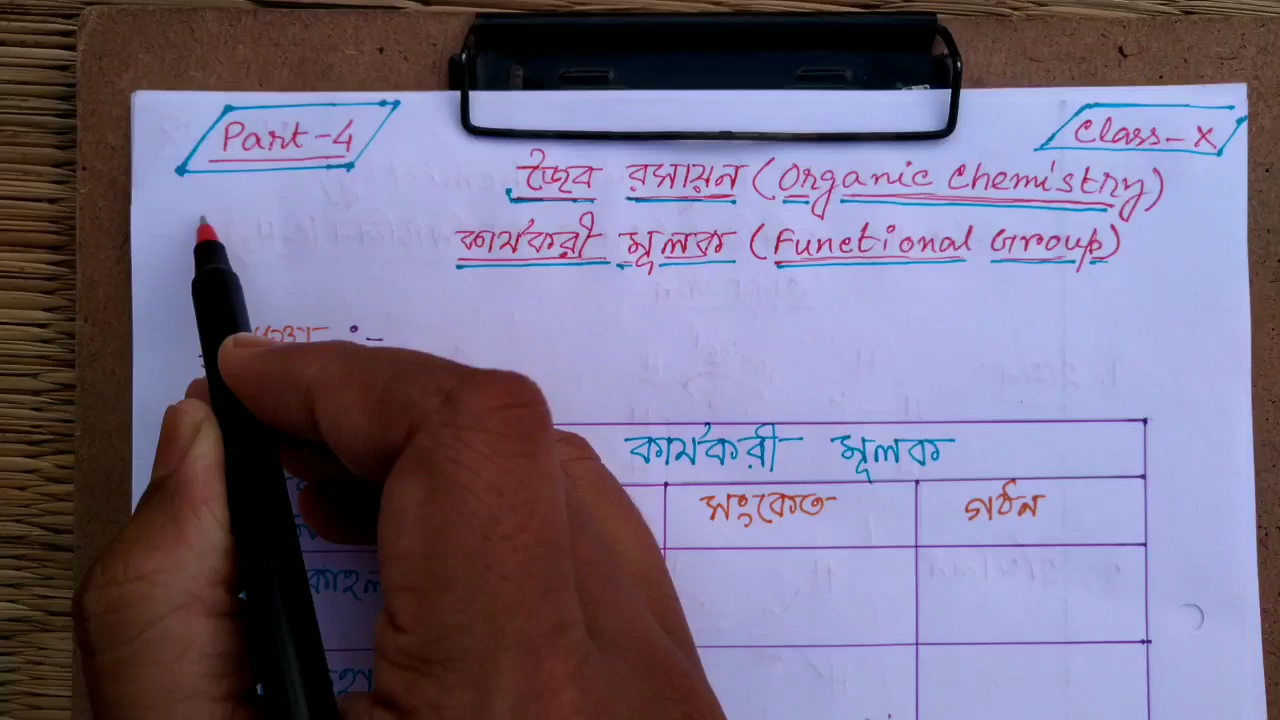 Part-4
Class-X
জৈব রসায়ন (Organic Chemistry)
কার্যকরী মূলক (Functional Group)
:-
কার্যকরী মূলক
সংকেত
গঠন